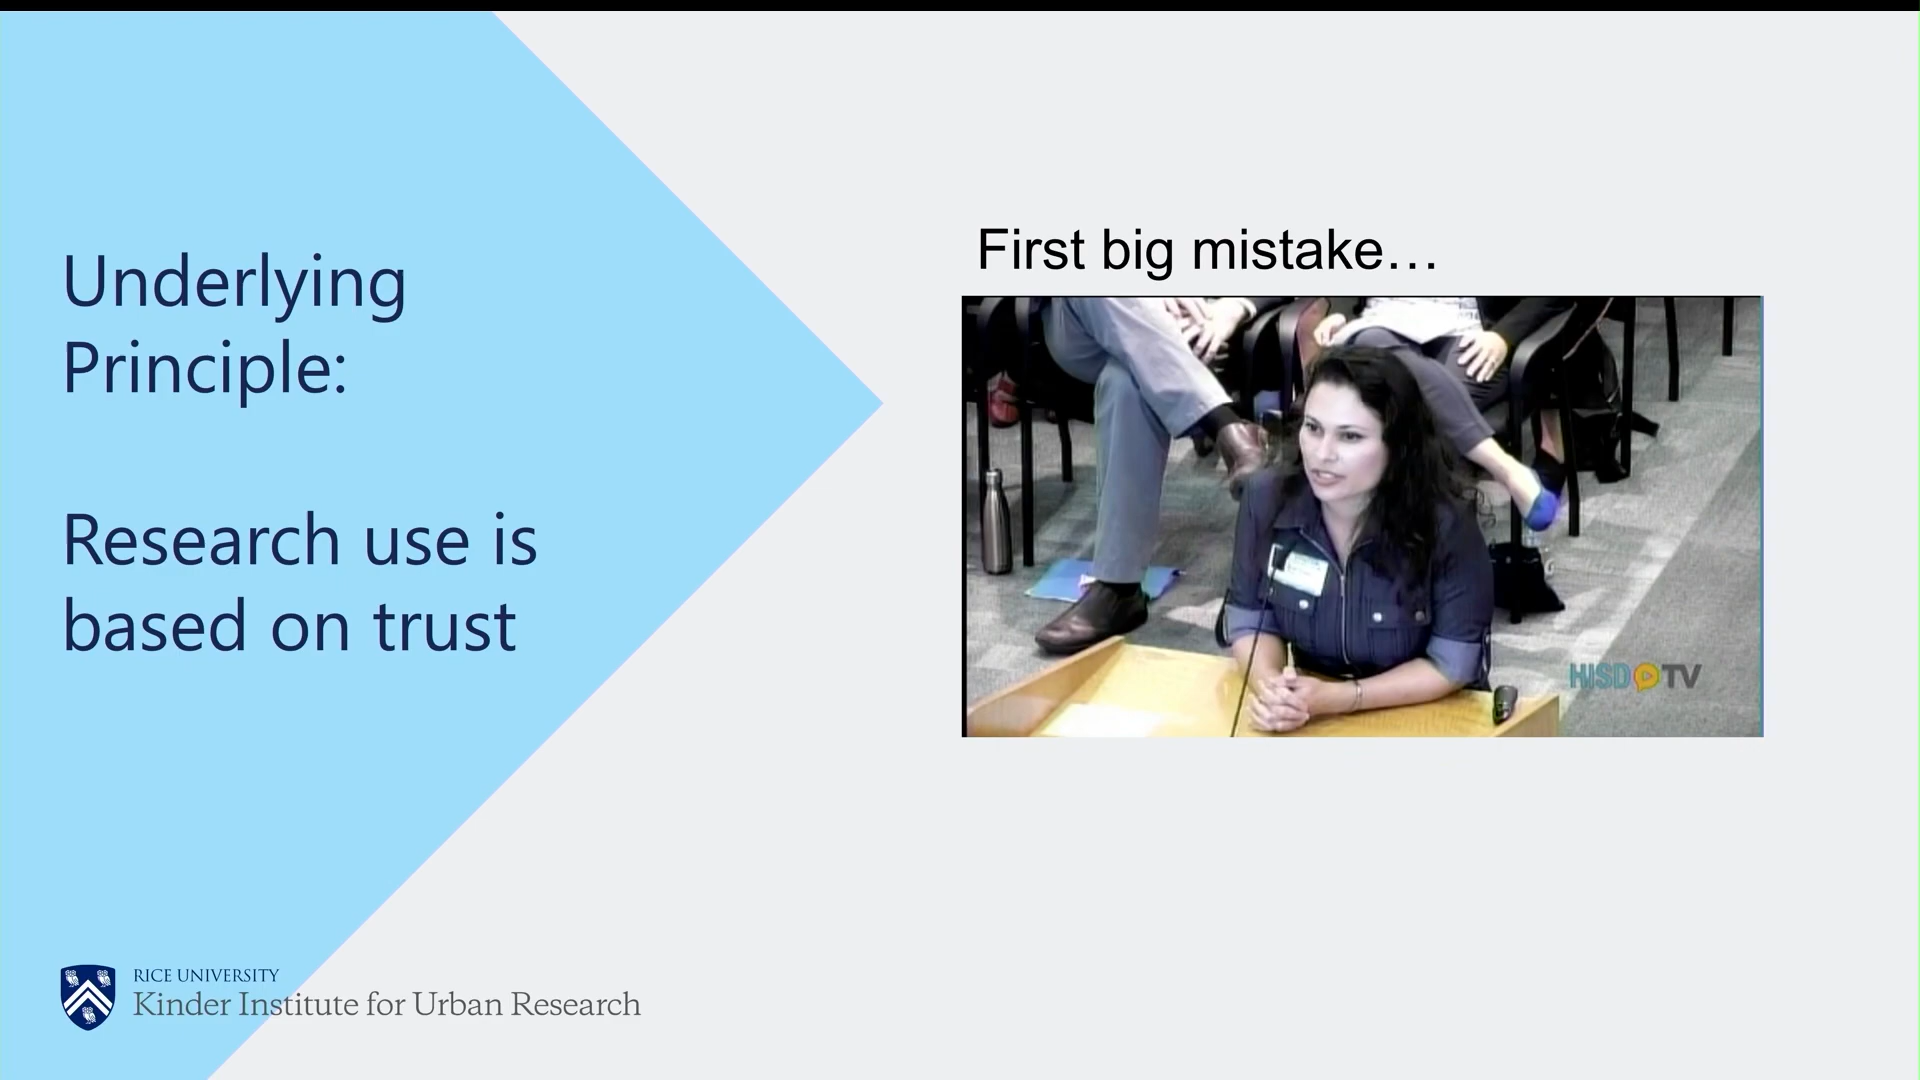 Underlying
Principle:
Research use is
based on trust
First big mistake…
HISD TV
RICE UNIVERSITY
Kinder Institute for Urban Research